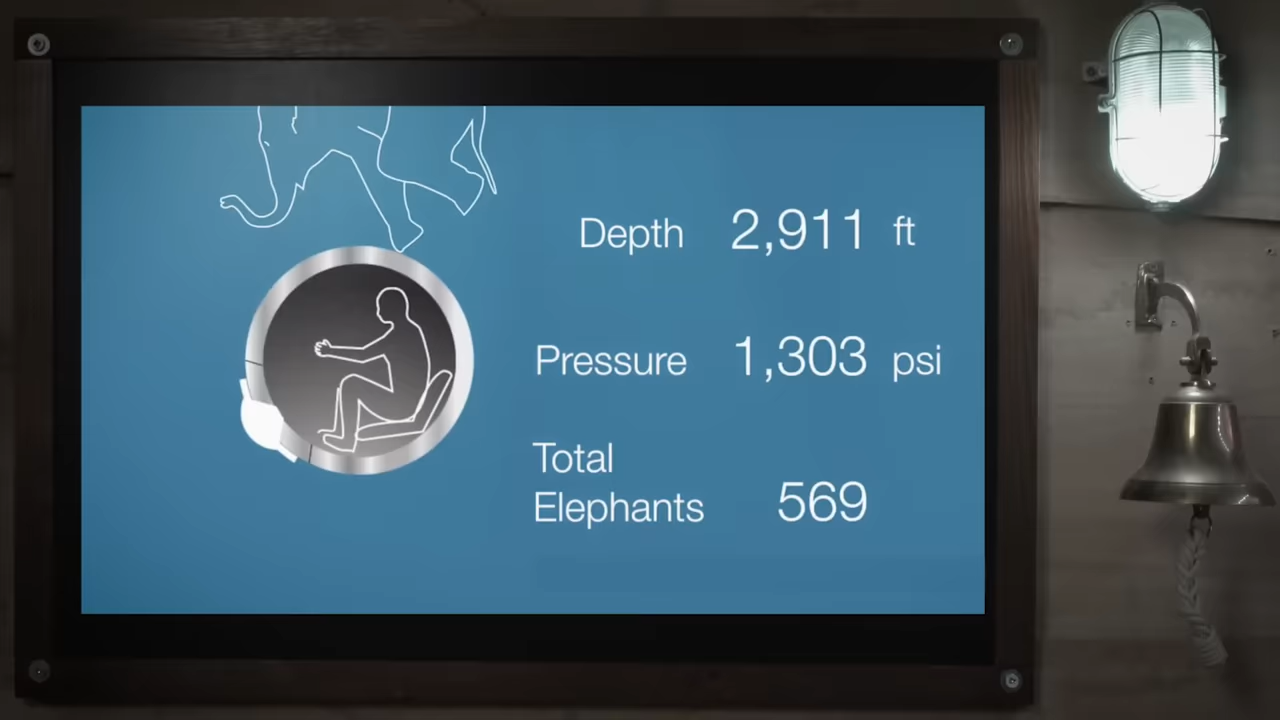 Depth 2,911 ft
Pressure 1,303 psi
Total
Elephants 569